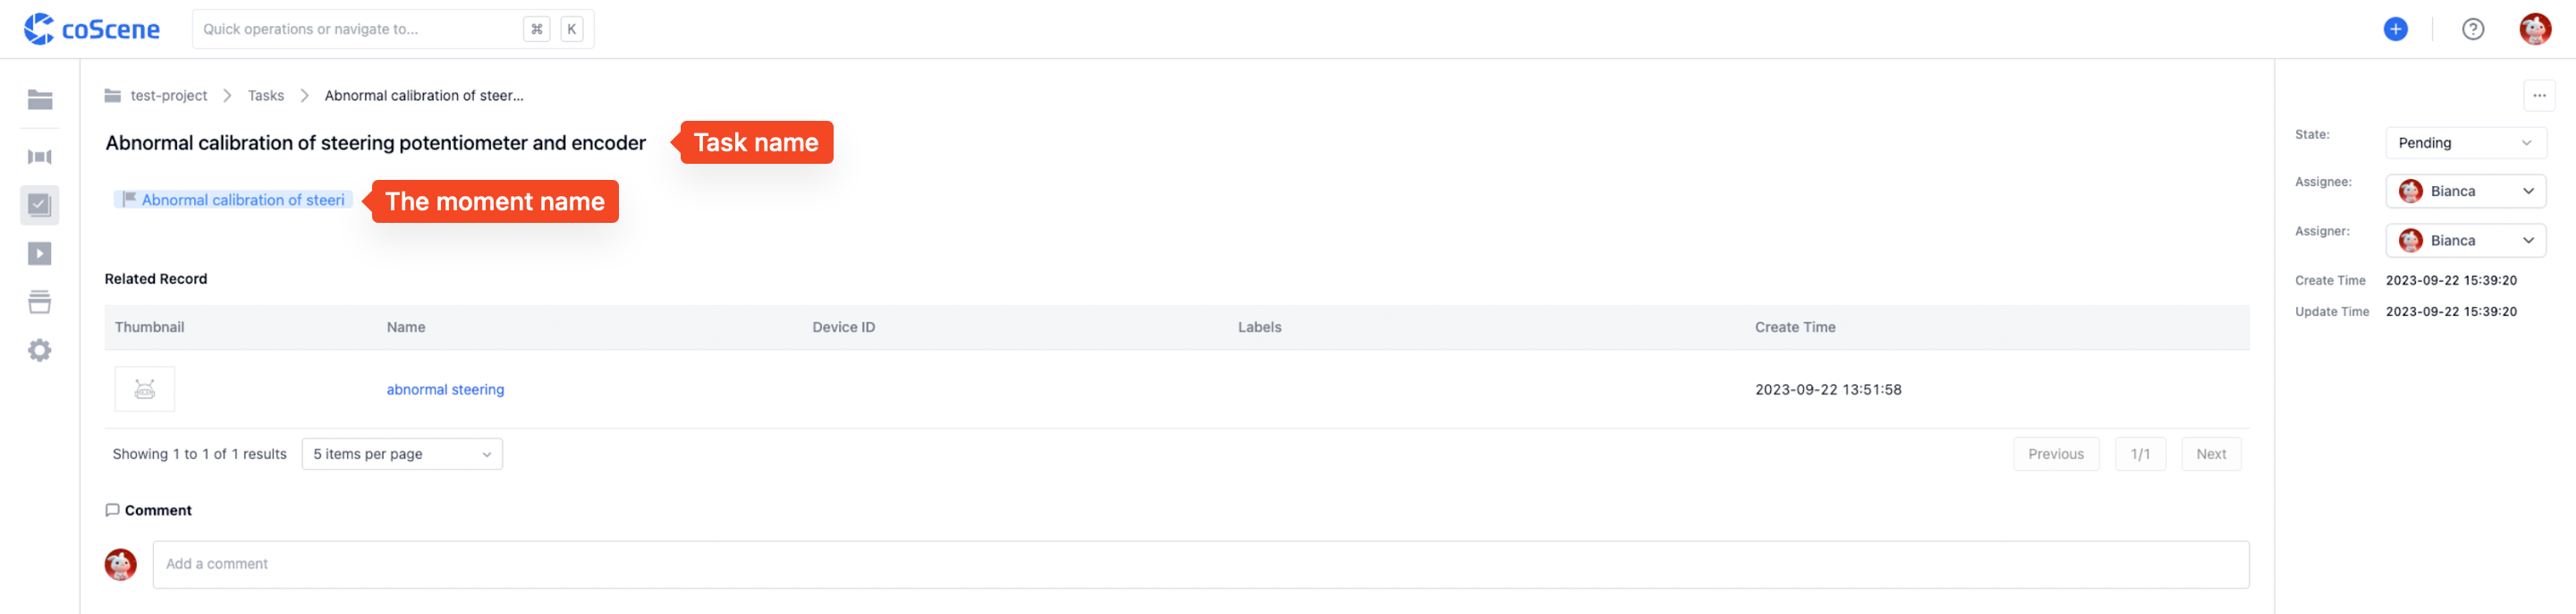 coScene
Quick operations or navigate to...
⌘ K
test-project > Tasks > Abnormal calibration of steer...
Abnormal calibration of steering potentiometer and encoder
Task name
Abnormal calibration of steeri
The moment name
Related Record
Thumbnail Name Device ID Labels Create Time
abnormal steering 2023-09-22 13:51:58
Showing 1 to 1 of 1 results 5 items per page Previous 1/1 Next
Comment
Add a comment
...
State: Pending
Assignee: Bianca
Assigner: Bianca
Create Time 2023-09-22 15:39:20
Update Time 2023-09-22 15:39:20